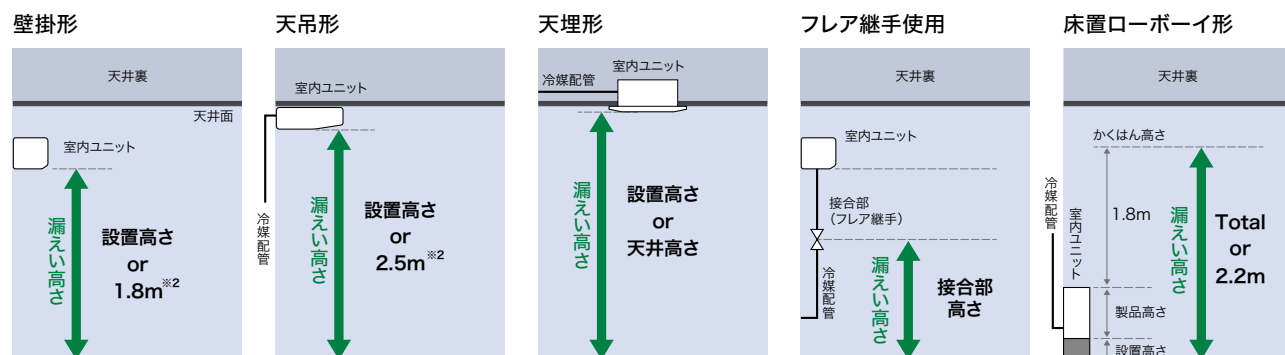 壁掛形
天井裏
天井面
室内ユニット
漏えい高さ
設置高さ
or
1.8m※2
天吊形
室内ユニット
冷媒配管
漏えい高さ
設置高さ
or
2.5m※2
天埋形
室内ユニット
冷媒配管
漏えい高さ
設置高さ
or
天井高さ
フレア継手使用
天井裏
室内ユニット
接合部
（フレア継手）
冷媒配管
漏えい高さ
接合部
高さ
床置ローボーイ形
天井裏
かくはん高さ
冷媒配管
室内ユニット
1.8m
漏えい高さ
Total
or
2.2m
製品高さ
設置高さ